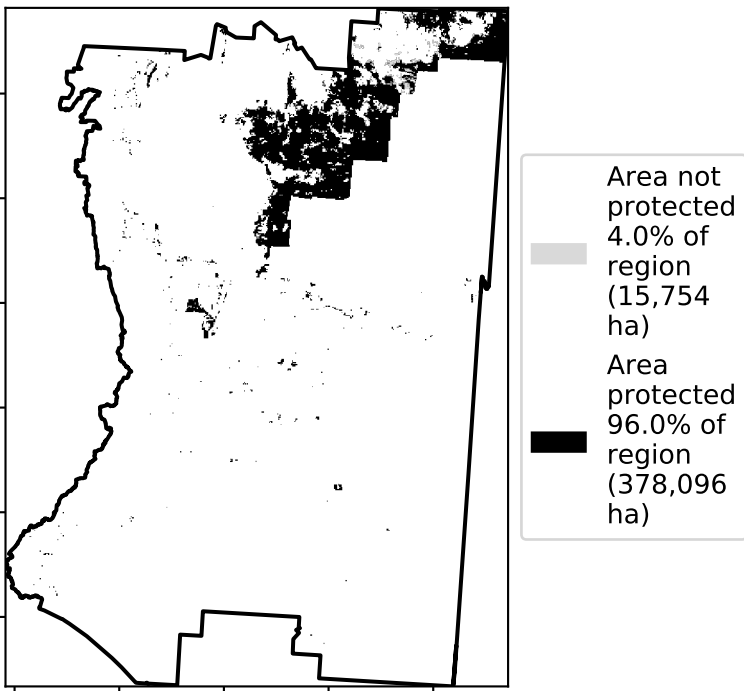 Area not
protected
4.0% of
region
(15,754
ha)
Area
protected
96.0% of
region
(378,096
ha)